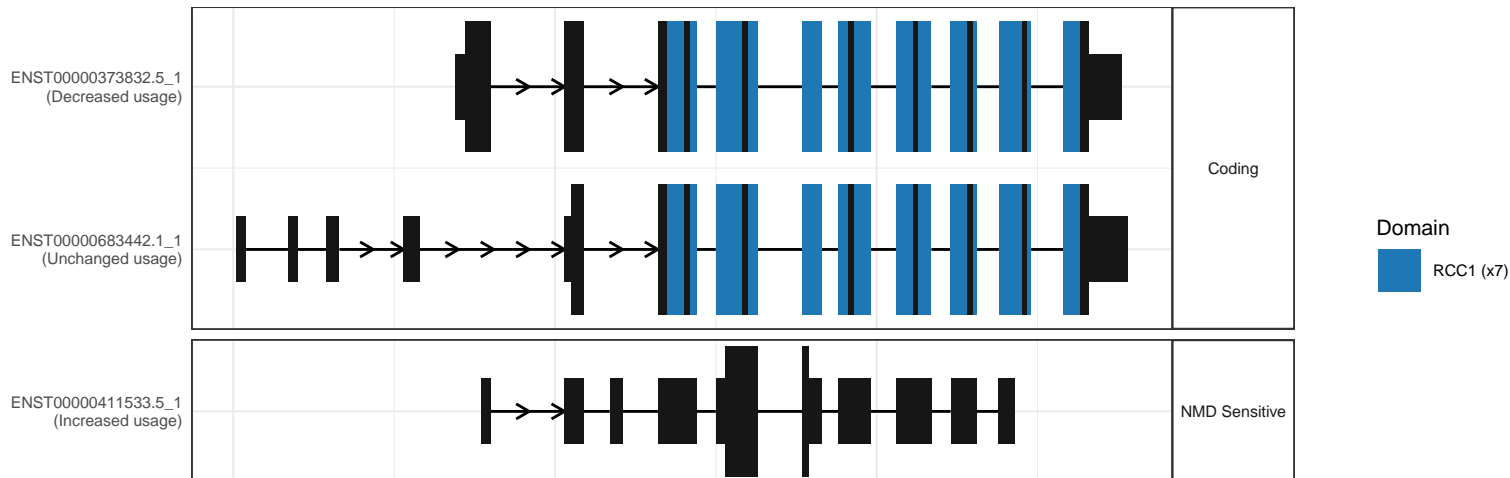 ENST00000373832.5_1
(Decreased usage)
Coding
ENST00000683442.1_1
(Unchanged usage)
Domain
RCC1 (x7)
ENST00000411533.5_1
(Increased usage)
NMD Sensitive